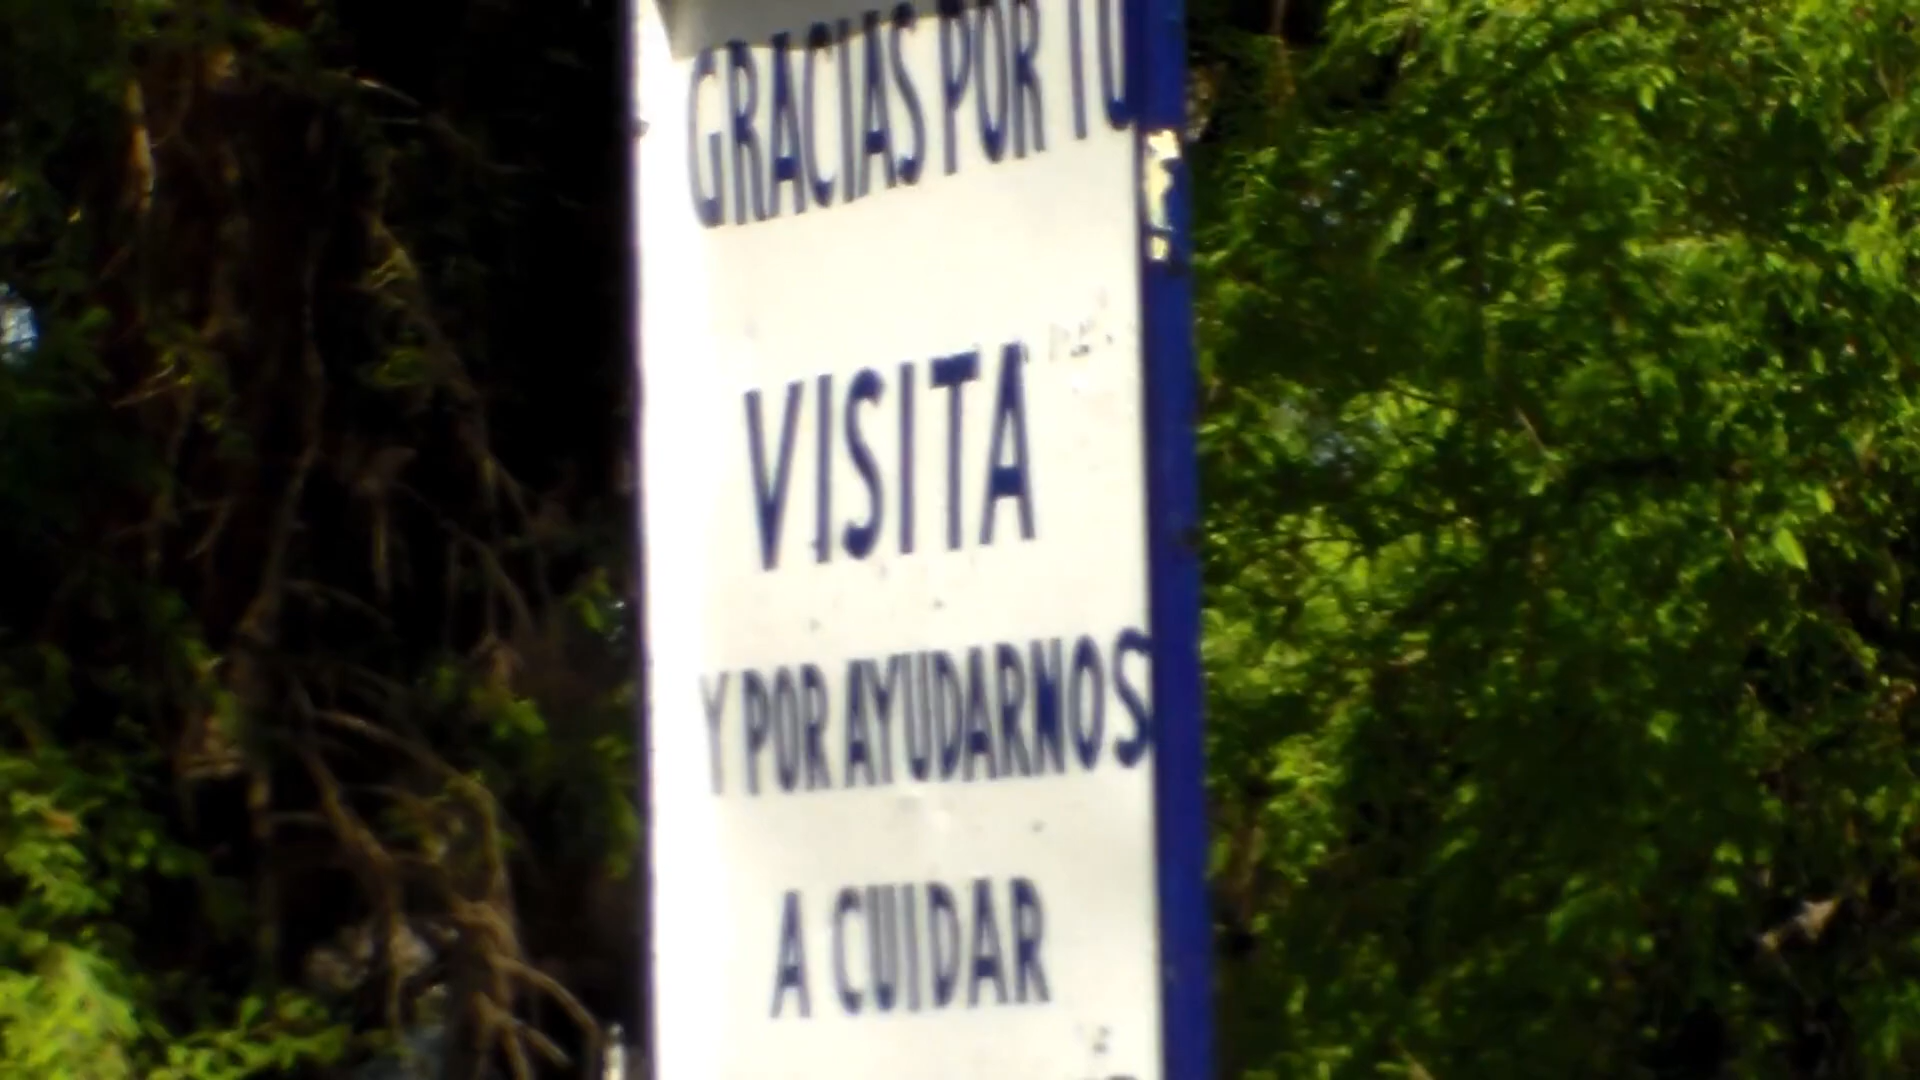 GRACIAS POR TU
VISITA
Y POR AYUDARNOS
A CUIDAR